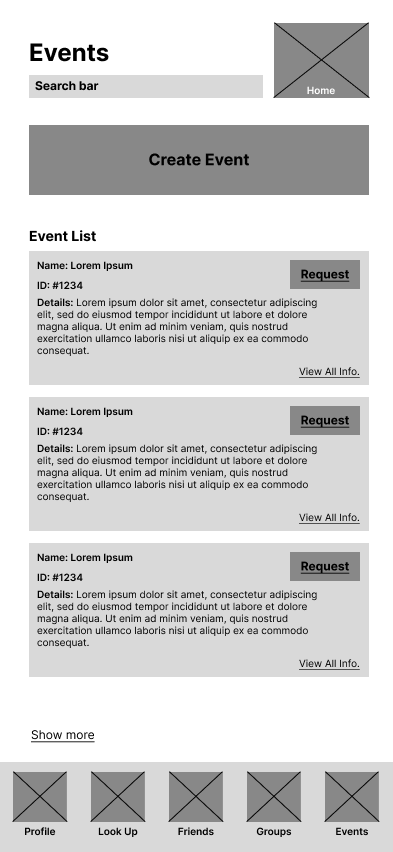 Events
Search bar
Home
Create Event
Event List
Name: Lorem Ipsum
Request
ID: #1234
Details: Lorem ipsum dolor sit amet, consectetur adipiscing
elit, sed do eiusmod tempor incididunt ut labore et dolore
magna aliqua. Ut enim ad minim veniam, quis nostrud
exercitation ullamco laboris nisi ut aliquip ex ea commodo
consequat.
View All Info.
Name: Lorem Ipsum
Request
ID: #1234
Details: Lorem ipsum dolor sit amet, consectetur adipiscing
elit, sed do eiusmod tempor incididunt ut labore et dolore
magna aliqua. Ut enim ad minim veniam, quis nostrud
exercitation ullamco laboris nisi ut aliquip ex ea commodo
consequat.
View All Info.
Name: Lorem Ipsum
Request
ID: #1234
Details: Lorem ipsum dolor sit amet, consectetur adipiscing
elit, sed do eiusmod tempor incididunt ut labore et dolore
magna aliqua. Ut enim ad minim veniam, quis nostrud
exercitation ullamco laboris nisi ut aliquip ex ea commodo
consequat.
View All Info.
Show more
Profile
Look Up
Friends
Groups
Events